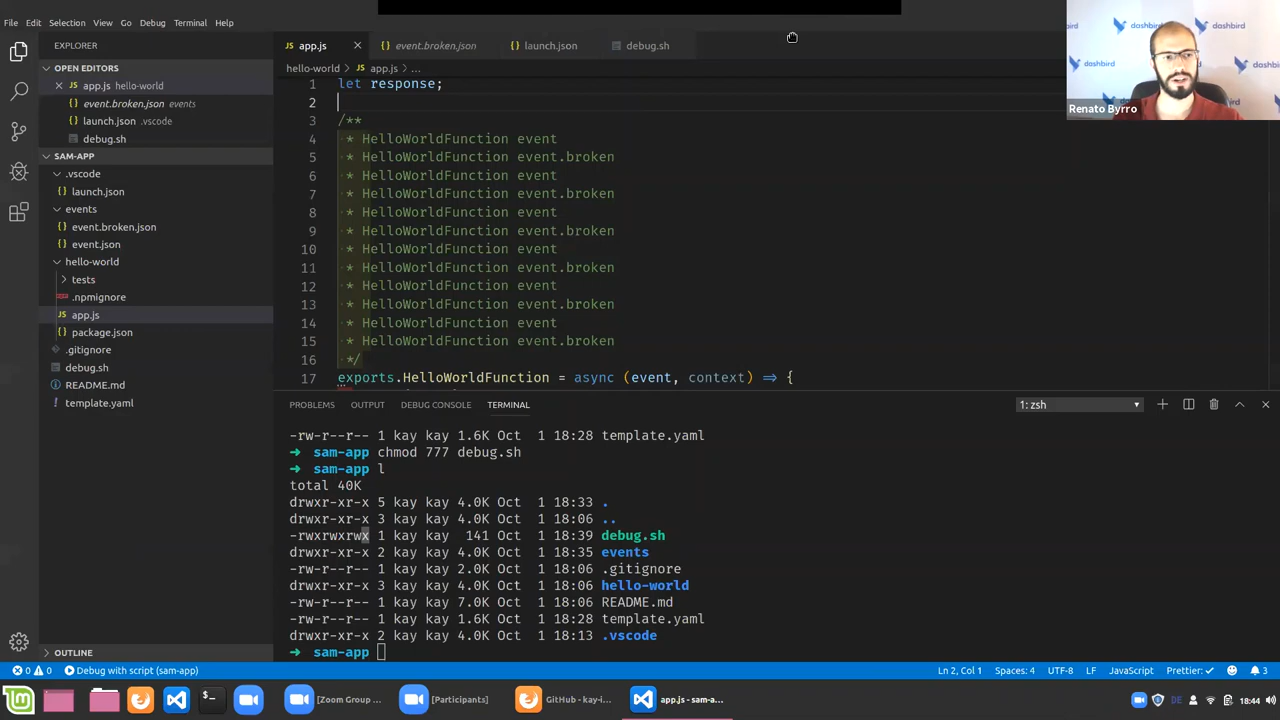 File Edit Selection View Go Debug Terminal Help
dashbird
dashbird
dashbird
dashbird
Renato Byrro
EXPLORER
OPEN EDITORS
app.js hello-world
event.broken.json events
launch.json .vscode
debug.sh
SAM-APP
.vscode
launch.json
events
event.broken.json
event.json
hello-world
tests
.npmignore
app.js
package.json
.gitignore
debug.sh
README.md
template.yaml
OUTLINE
app.js event.broken.json launch.json debug.sh
hello-world > app.js > ...
1 let response;
2
3 /**
4 * HelloWorldFunction event
5 * HelloWorldFunction event.broken
6 * HelloWorldFunction event
7 * HelloWorldFunction event.broken
8 * HelloWorldFunction event
9 * HelloWorldFunction event.broken
10 * HelloWorldFunction event
11 * HelloWorldFunction event.broken
12 * HelloWorldFunction event
13 * HelloWorldFunction event.broken
14 * HelloWorldFunction event
15 * HelloWorldFunction event.broken
16 */
17 exports.HelloWorldFunction = async (event, context) => {
PROBLEMS OUTPUT DEBUG CONSOLE TERMINAL
1: zsh
-rw-r--r-- 1 kay kay 1.6K Oct 1 18:28 template.yaml
→ sam-app chmod 777 debug.sh
→ sam-app l
total 40K
drwxr-xr-x 5 kay kay 4.0K Oct 1 18:33 .
drwxr-xr-x 3 kay kay 4.0K Oct 1 18:06 ..
-rwxrwxrwx 1 kay kay 141 Oct 1 18:39 debug.sh
drwxr-xr-x 2 kay kay 4.0K Oct 1 18:35 events
-rw-r--r-- 1 kay kay 2.0K Oct 1 18:06 .gitignore
drwxr-xr-x 3 kay kay 4.0K Oct 1 18:06 hello-world
-rw-r--r-- 1 kay kay 7.0K Oct 1 18:06 README.md
-rw-r--r-- 1 kay kay 1.6K Oct 1 18:28 template.yaml
drwxr-xr-x 2 kay kay 4.0K Oct 1 18:13 .vscode
→ sam-app
0 0 Debug with script (sam-app)
Ln 2, Col 1 Spaces: 4 UTF-8 LF JavaScript Prettier: ✓ 3
[Zoom Group ... [Participants] GitHub - kay-i... app.js - sam-a...
DE 18:44